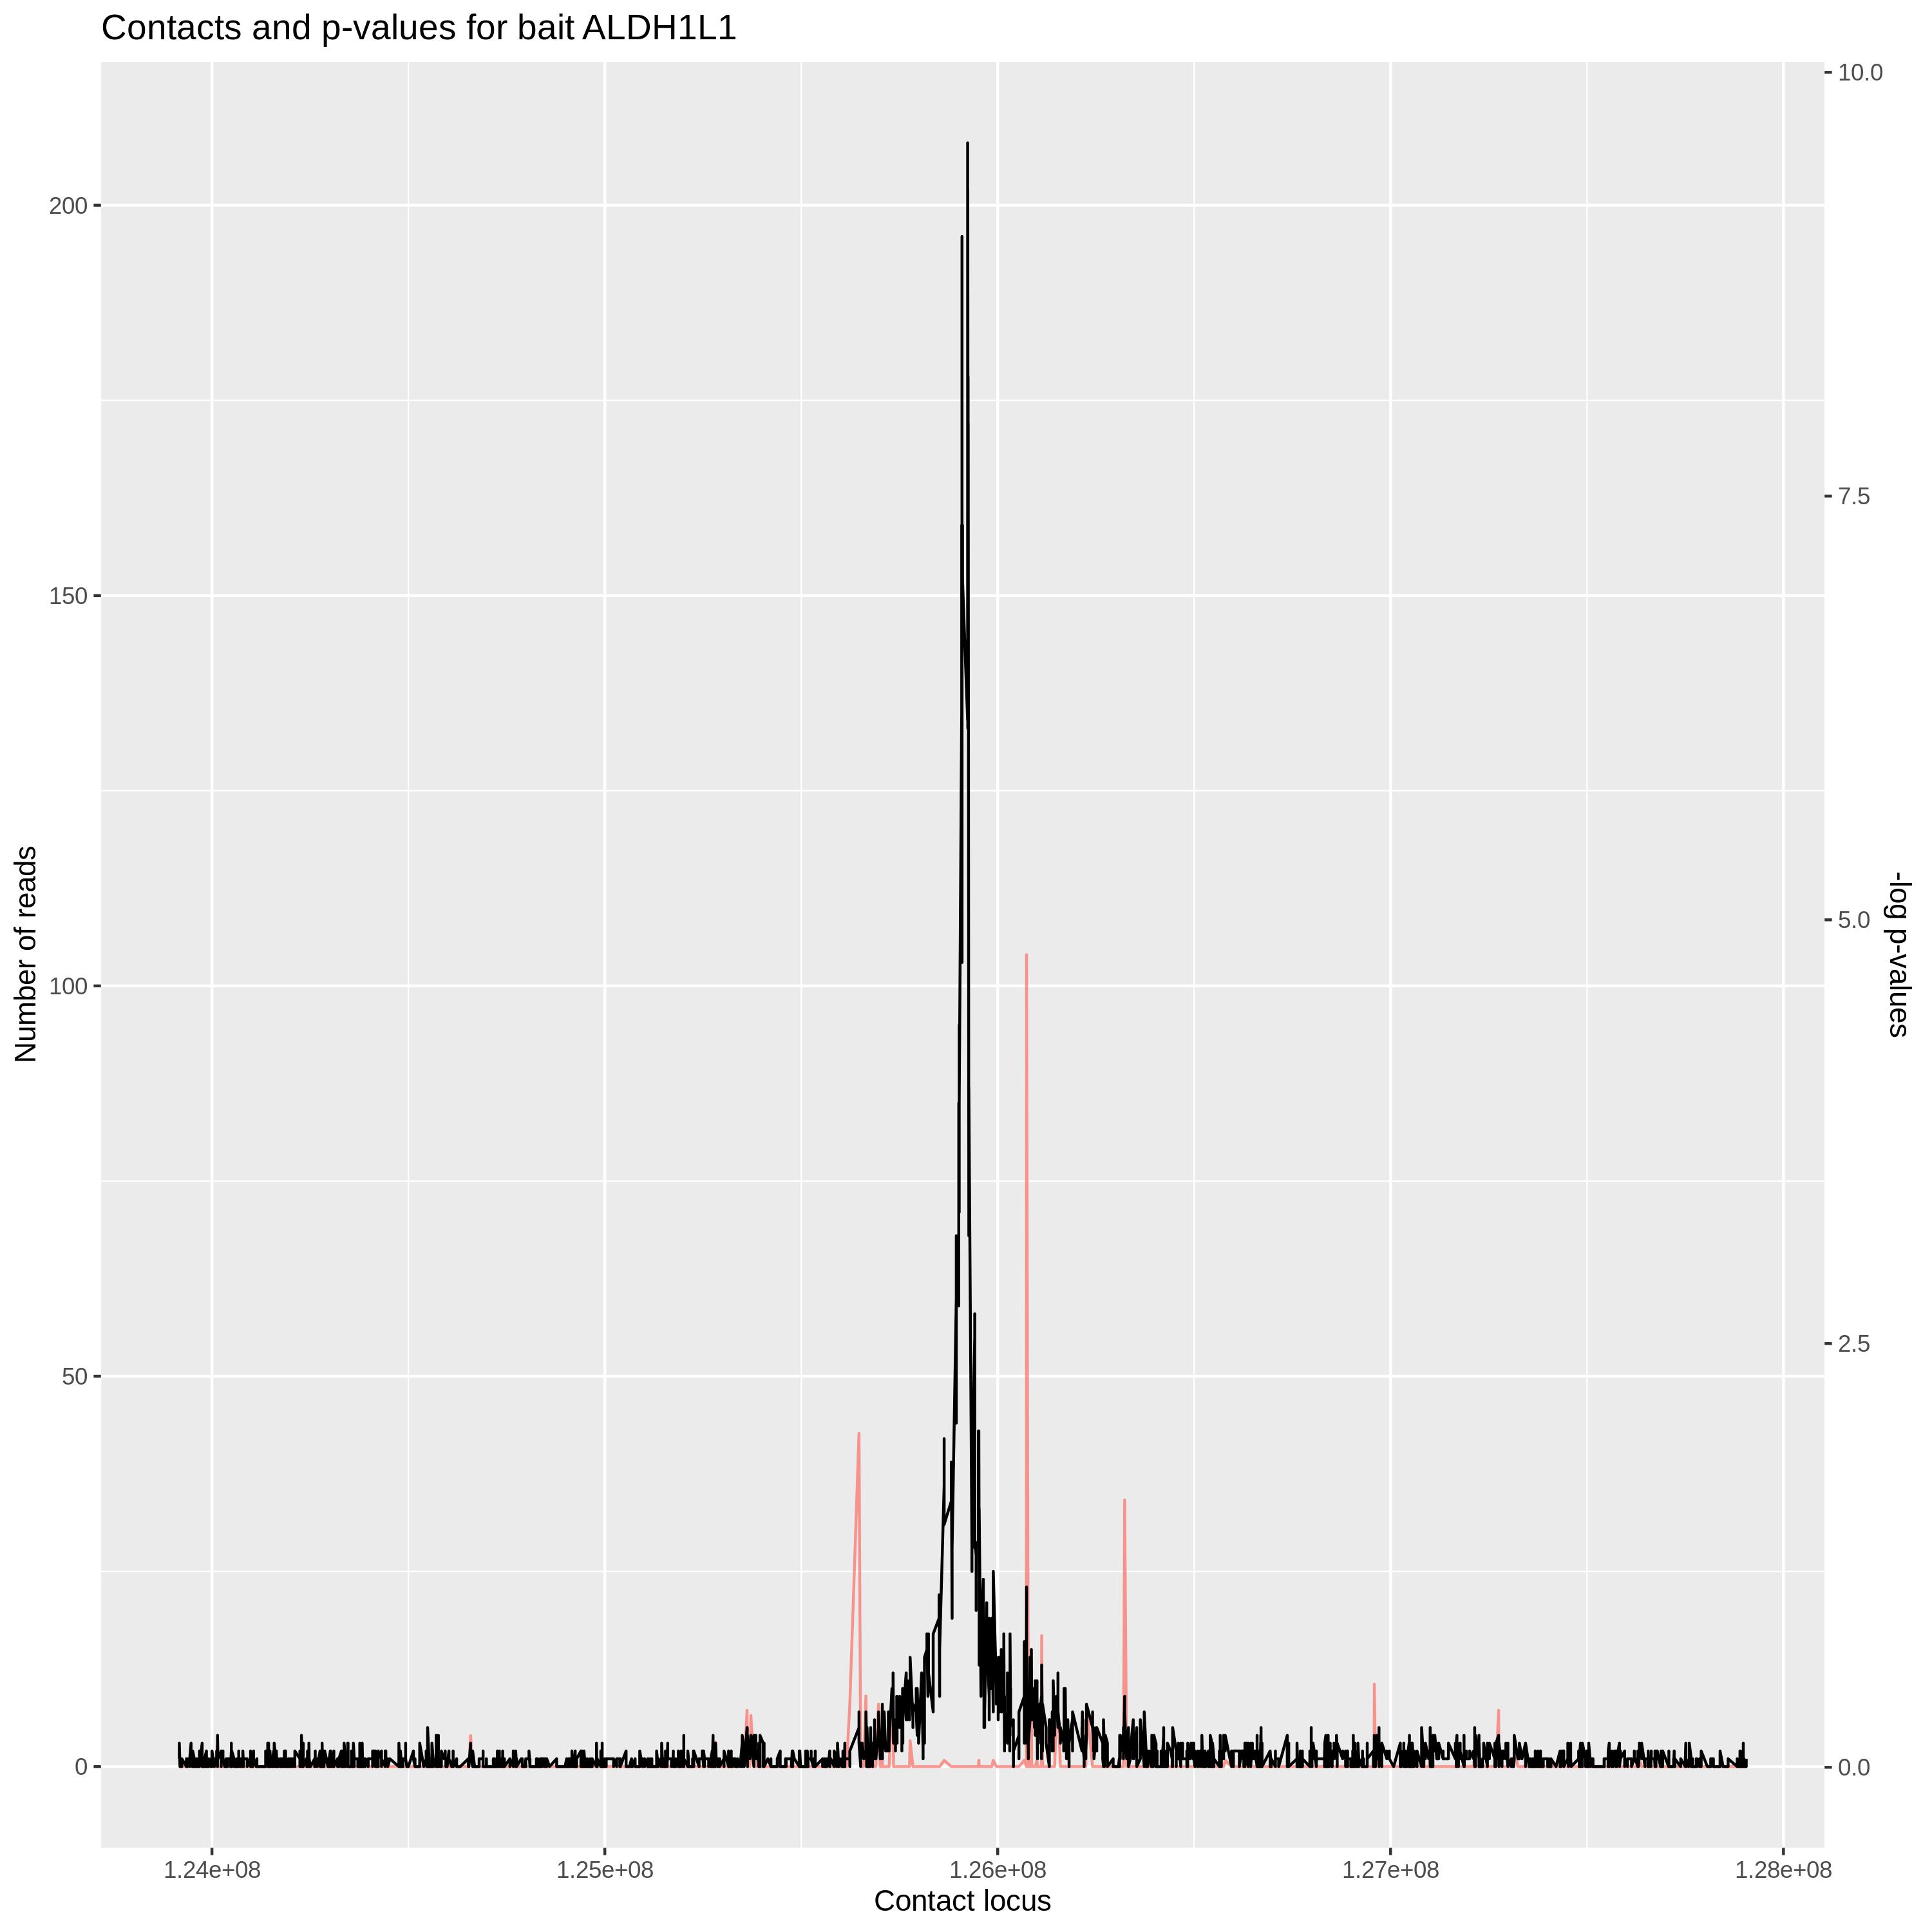 Contacts and p-values for bait ALDH1L1
Number of reads
200
150
100
50
0
10.0
7.5
5.0
2.5
0.0
-log p-values
1.24e+08
1.25e+08
1.26e+08
1.27e+08
1.28e+08
Contact locus